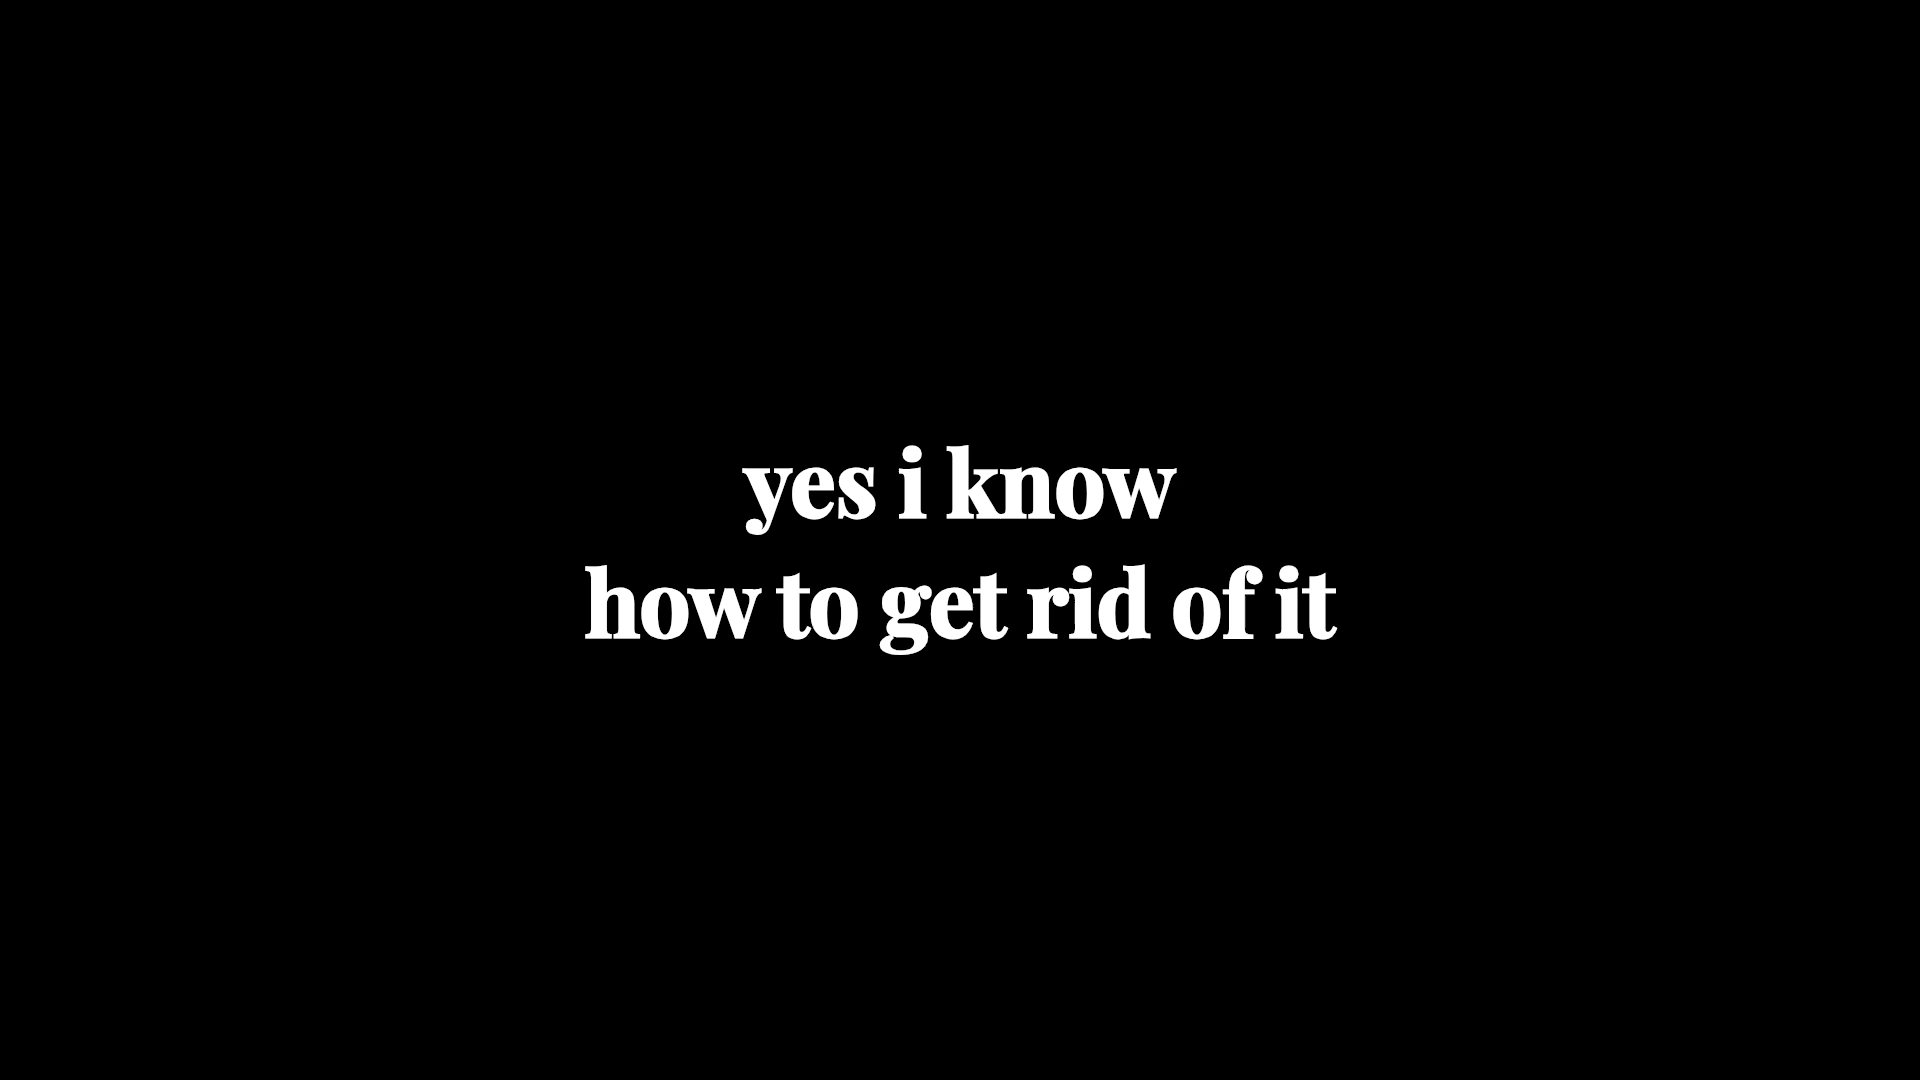 yes i know
how to get rid of it